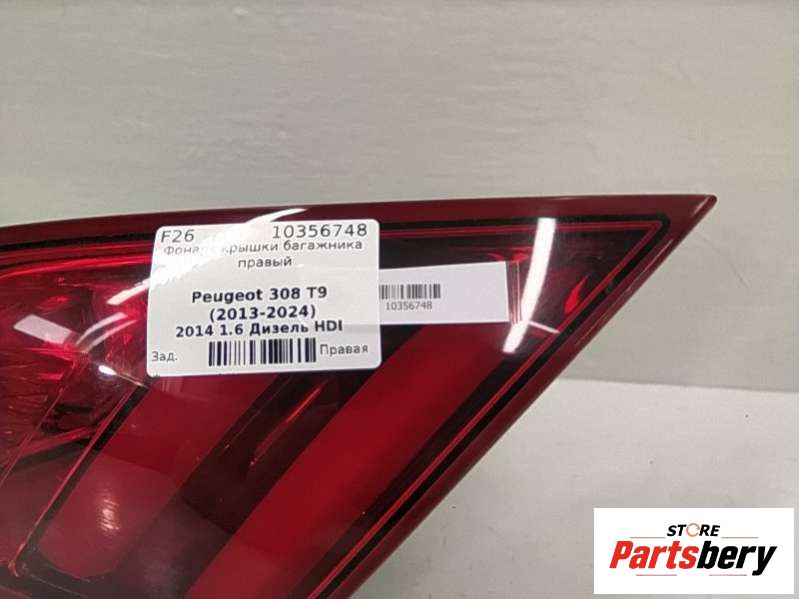 F26 10356748
Фонарь крышки багажника
правый
Peugeot 308 T9
(2013-2024)
2014 1.6 Дизель HDI
Зад. Правая
10356748
STORE
Partsbery